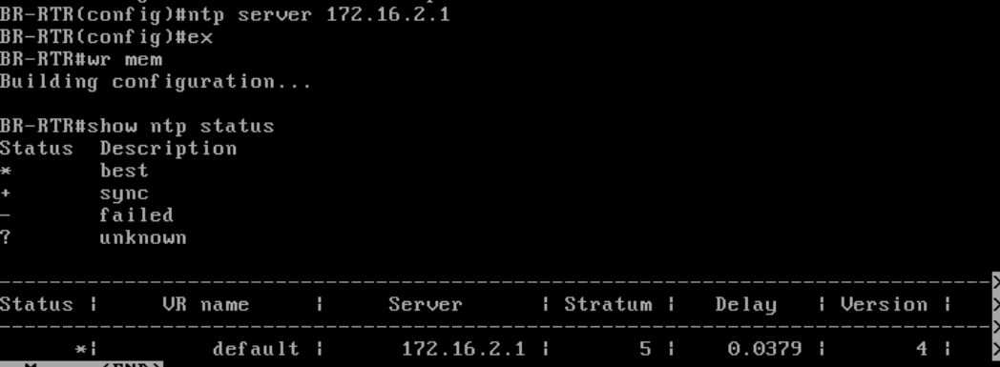 BR-RTR(config)#ntp server 172.16.2.1
BR-RTR(config)#ex
BR-RTR#wr mem
Building configuration...
BR-RTR#show ntp status
Status  Description
*       best
+       sync
-       failed
?       unknown
-------------------------------------------------------------------------------->
Status |     VR name     |     Server      | Stratum |   Delay   | Version |   >
-------------------------------------------------------------------------------->
      *|         default |      172.16.2.1 |       5 |    0.0379 |       4 |   >
(END)